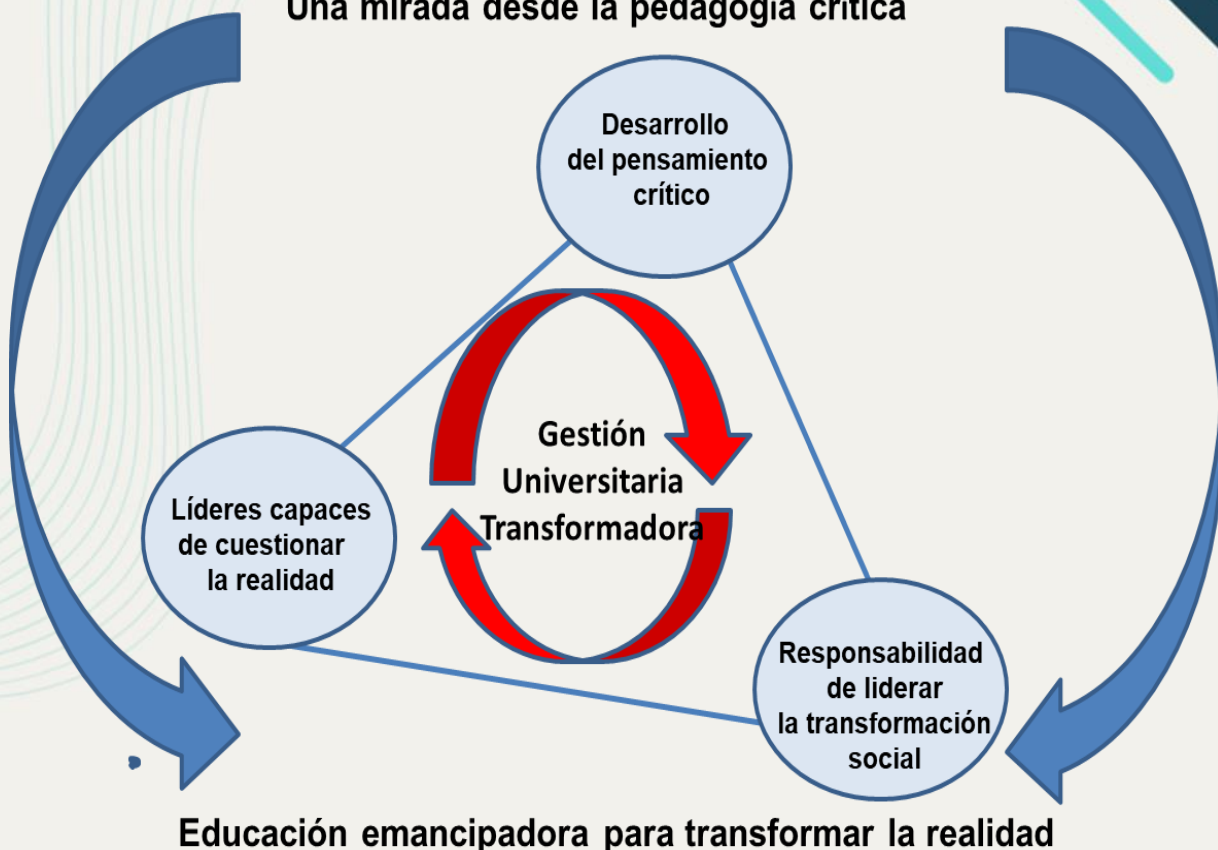 Una mirada desde la pedagogía crítica
Desarrollo
del pensamiento
crítico
Gestión
Universitaria
Transformadora
Líderes capaces
de cuestionar
la realidad
Responsabilidad
de liderar
la transformación
social
Educación emancipadora para transformar la realidad